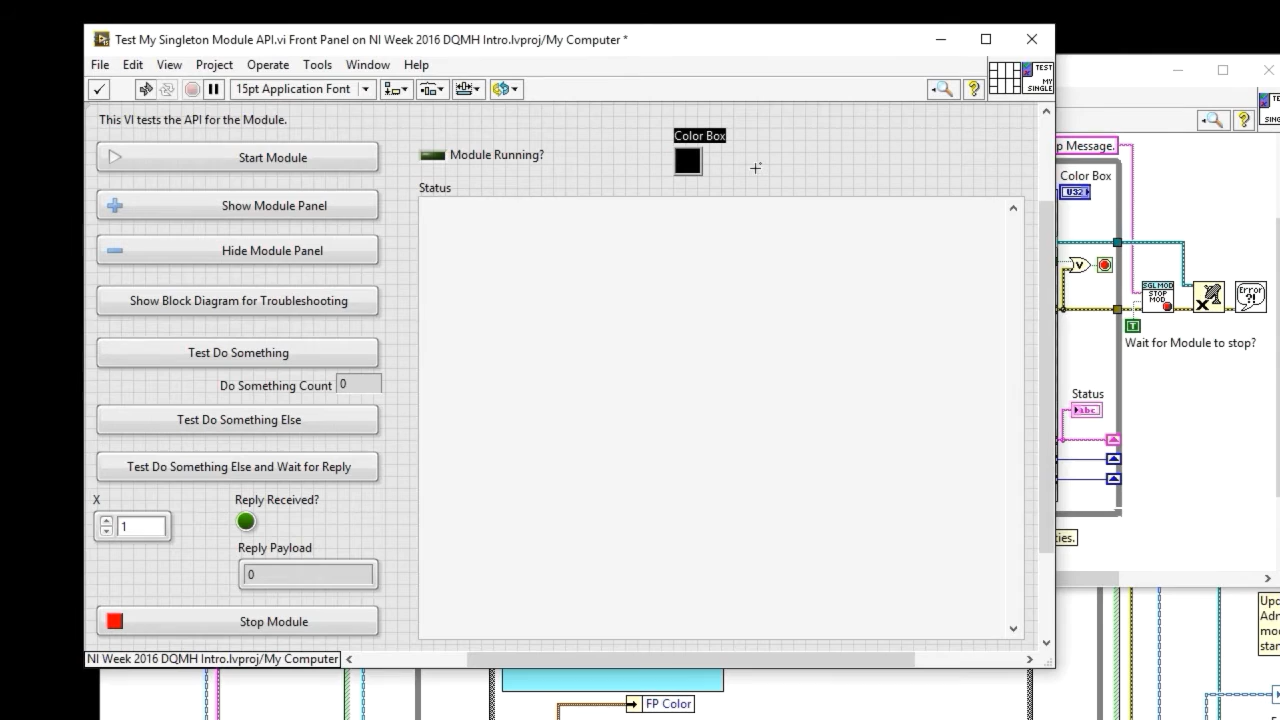 Test My Singleton Module API.vi Front Panel on NI Week 2016 DQMH Intro.lvproj/My Computer *
File Edit View Project Operate Tools Window Help
15pt Application Font
TEST
MY
SINGLE
This VI tests the API for the Module.
Start Module
Show Module Panel
Hide Module Panel
Show Block Diagram for Troubleshooting
Test Do Something
Do Something Count 0
Test Do Something Else
Test Do Something Else and Wait for Reply
X
1
Reply Received?
Reply Payload
0
Stop Module
Module Running?
Color Box
Status
NI Week 2016 DQMH Intro.lvproj/My Computer
p Message.
Color Box
U32
SGL MOD
STOP
MOD
Error
?!
T
Wait for Module to stop?
Status
abc
ties.
FP Color